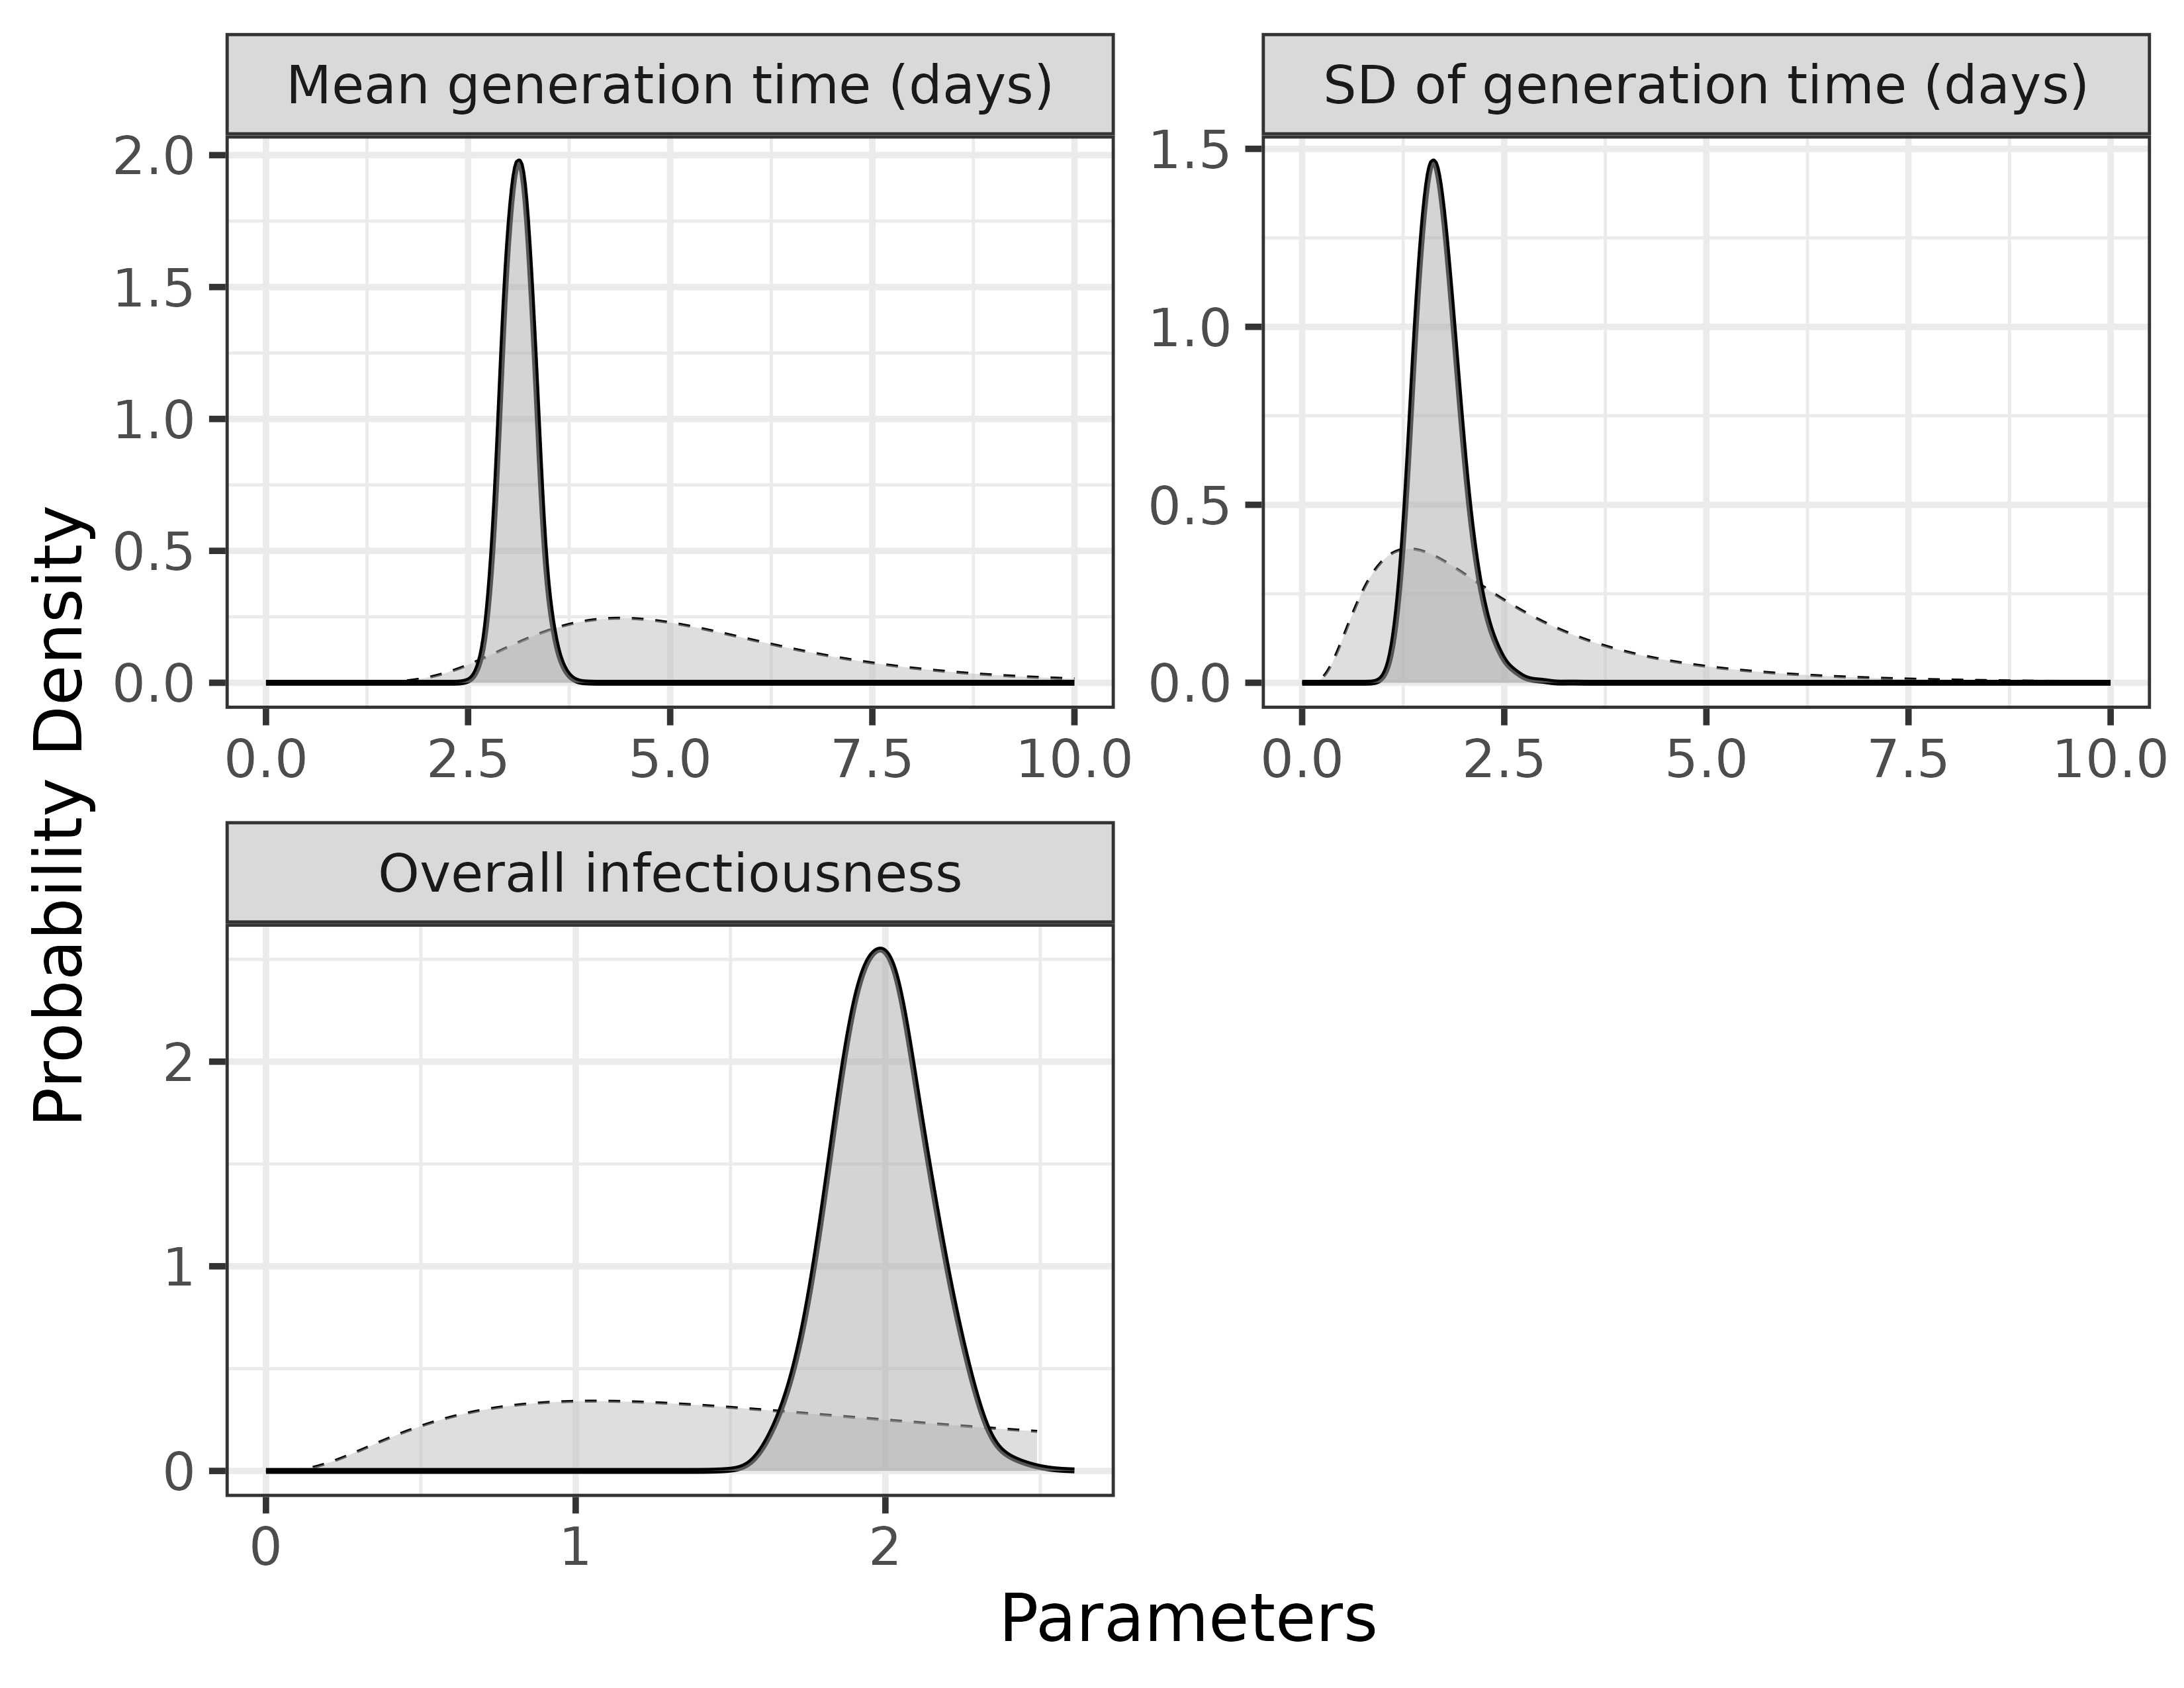 Mean generation time (days)
2.0
1.5
1.0
0.5
0.0
0.0 2.5 5.0 7.5 10.0
SD of generation time (days)
1.5
1.0
0.5
0.0
0.0 2.5 5.0 7.5 10.0
Overall infectiousness
2
1
0
0 1 2
Probability Density
Parameters